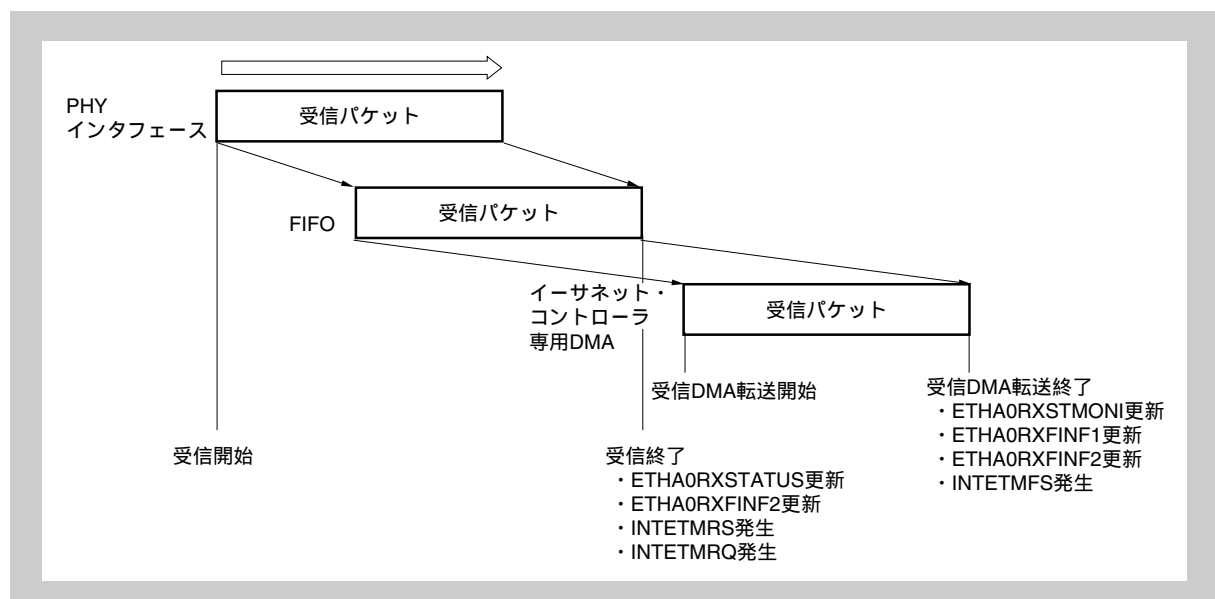 PHY
インタフェース
受信パケット
FIFO
受信パケット
イーサネット・
コントローラ
専用DMA
受信パケット
受信DMA転送開始
受信DMA転送終了
・ETHA0RXSTMONI更新
・ETHA0RXFINF1更新
・ETHA0RXFINF2更新
・INTETMFS発生
受信開始
受信終了
・ETHA0RXSTATUS更新
・ETHA0RXFINF2更新
・INTETMRS発生
・INTETMRQ発生